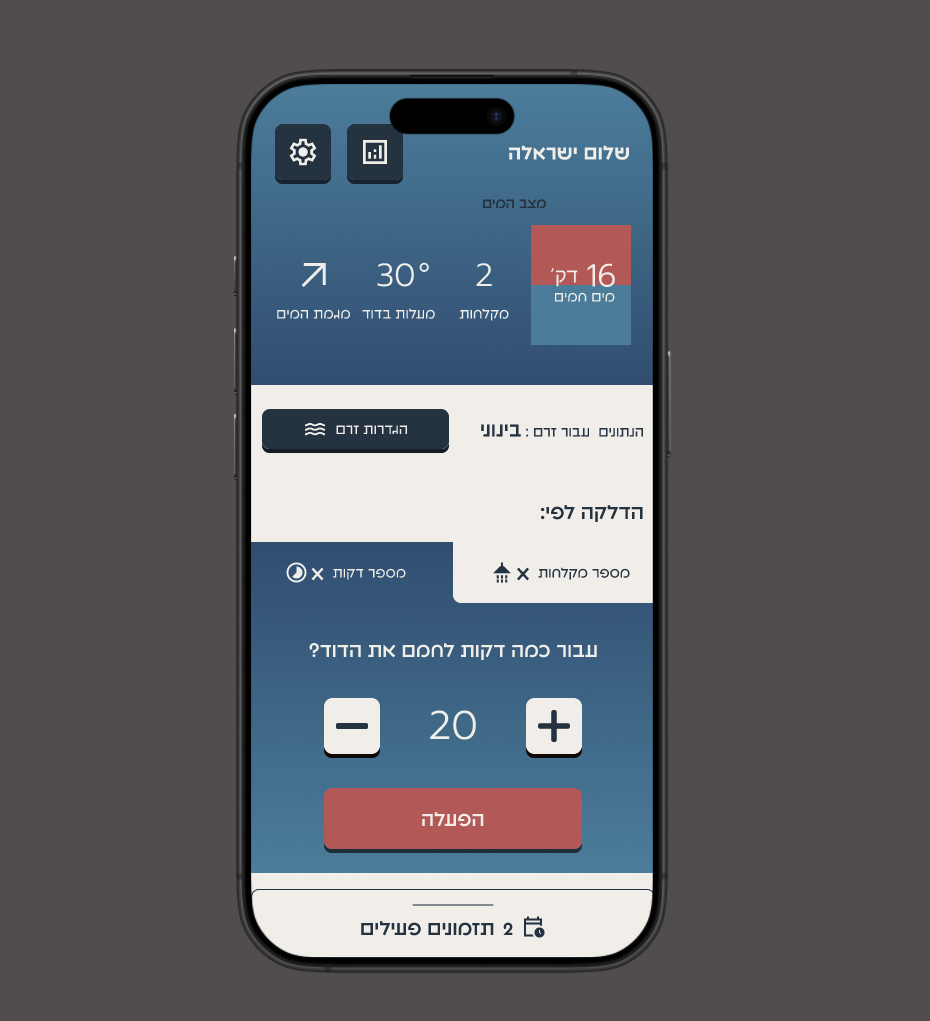 שלום ישראלה
מצב המים
16 דק׳
מים חמים
2
מקלחות
30°
מעלות בדוד
מגמת המים
הנתונים עבור זרם : בינוני
הגדרות זרם
הדלקה לפי:
מספר מקלחות
מספר דקות
עבור כמה דקות לחמם את הדוד?
20
הפעלה
2 תזמונים פעילים